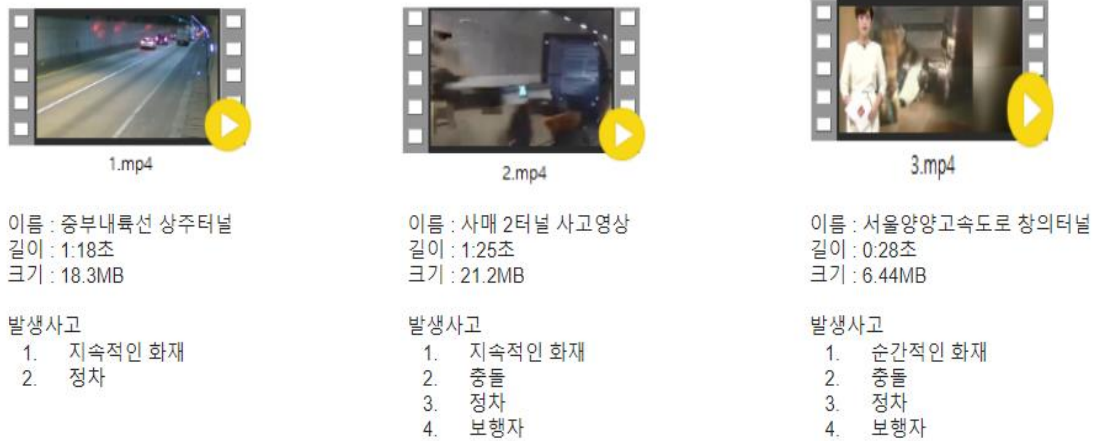 1.mp4
이름 : 중부내륙선 상주터널
길이 : 1:18초
크기 : 18.3MB
발생사고
1. 지속적인 화재
2. 정차
2.mp4
이름 : 사매 2터널 사고영상
길이 : 1:25초
크기 : 21.2MB
발생사고
1. 지속적인 화재
2. 충돌
3. 정차
4. 보행자
3.mp4
이름 : 서울양양고속도로 창의터널
길이 : 0:28초
크기 : 6.44MB
발생사고
1. 순간적인 화재
2. 충돌
3. 정차
4. 보행자